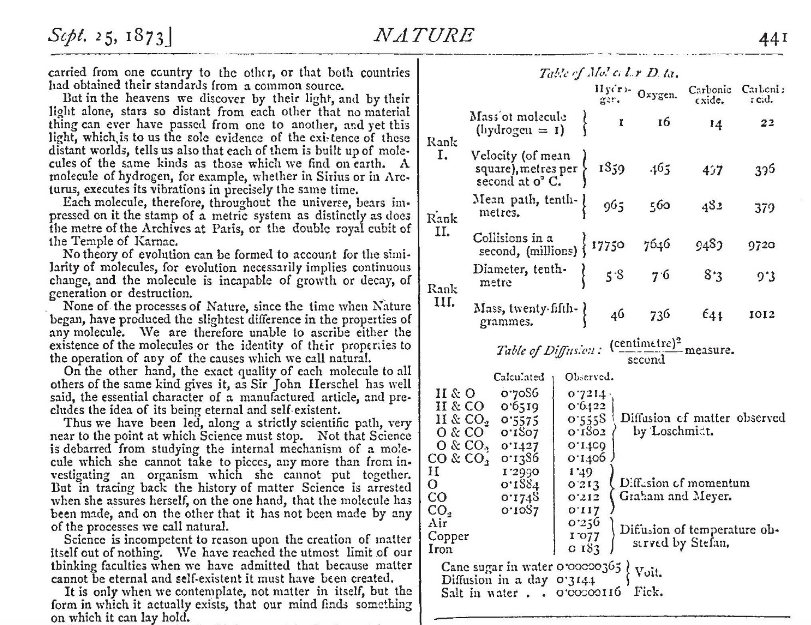 Sept. 25, 1873]
NATURE
441
carried from one country to the other, or that both countries
had obtained their standards from a common source.
But in the heavens we discover by their light, and by their
light alone, stars so distant from each other that no material
thing can ever have passed from one to another, and yet this
light, which is to us the sole evidence of the existence of these
distant worlds, tells us also that each of them is built up of mole-
cules of the same kinds as those which we find on earth. A
molecule of hydrogen, for example, whether in Sirius or in Arc-
turus, executes its vibrations in precisely the same time.
Each molecule, therefore, throughout the universe, bears im-
pressed on it the stamp of a metric system as distinctly as does
the metre of the Archives at Paris, or the double royal cubit of
the Temple of Karnac.
No theory of evolution can be formed to account for the simi-
larity of molecules, for evolution necessarily implies continuous
change, and the molecule is incapable of growth or decay, of
generation or destruction.
None of the processes of Nature, since the time when Nature
began, have produced the slightest difference in the properties of
any molecule. We are therefore unable to ascribe either the
existence of the molecules or the identity of their properties to
the operation of any of the causes which we call natural.
On the other hand, the exact quality of each molecule to all
others of the same kind gives it, as Sir John Herschel has well
said, the essential character of a manufactured article, and pre-
cludes the idea of its being eternal and self-existent.
Thus we have been led, along a strictly scientific path, very
near to the point at which Science must stop. Not that Science
is debarred from studying the internal mechanism of a mole-
cule which she cannot take to pieces, any more than from in-
vestigating an organism which she cannot put together.
But in tracing back the history of matter Science is arrested
when she assures herself, on the one hand, that the molecule has
been made, and on the other that it has not been made by any
of the processes we call natural.
Science is incompetent to reason upon the creation of matter
itself out of nothing. We have reached the utmost limit of our
thinking faculties when we have admitted that because matter
cannot be eternal and self-existent it must have been created.
It is only when we contemplate, not matter in itself, but the
form in which it actually exists, that our mind finds something
on which it can lay hold.
Table of Molecular Data.
Hydro- Carbonic Carbonic
gen. Oxygen. oxide. acid.
Mass of molecule
(hydrogen = 1) } 1 16 14 22
Rank
I.
Velocity (of mean
square), metres per
second at 0° C. } 1859 465 497 396
Mean path, tenth-
metres. } 965 560 482 379
Rank
II.
Collisions in a
second, (millions) } 17750 7646 9489 9720
Diameter, tenth-
metre } 5·8 7·6 8·3 9·3
Rank
III.
Mass, twenty-fifth-
grammes. } 46 736 644 1012
Table of Diffusion: (centimetre)²/second measure.
Calculated Observed.
H & O 0·7086 0·7214
H & CO 0·6519 0·6422
H & CO₂ 0·5575 0·5558
O & CO 0·1807 0·1802
O & CO₂ 0·1427 0·1409
CO & CO₂ 0·1386 0·1406
Diffusion of matter observed
by Loschmidt.
H 1·2990 1·49
O 0·1884 0·213
CO 0·1748 0·212
CO₂ 0·1087 0·117
Diffusion of momentum
Graham and Meyer.
Air 0·256
Copper 1·077
Iron 0·183
Diffusion of temperature ob-
served by Stefan.
Cane sugar in water 0·00000365
Diffusion in a day 0·3144 } Voit.
Salt in water . . 0·00000116 Fick.